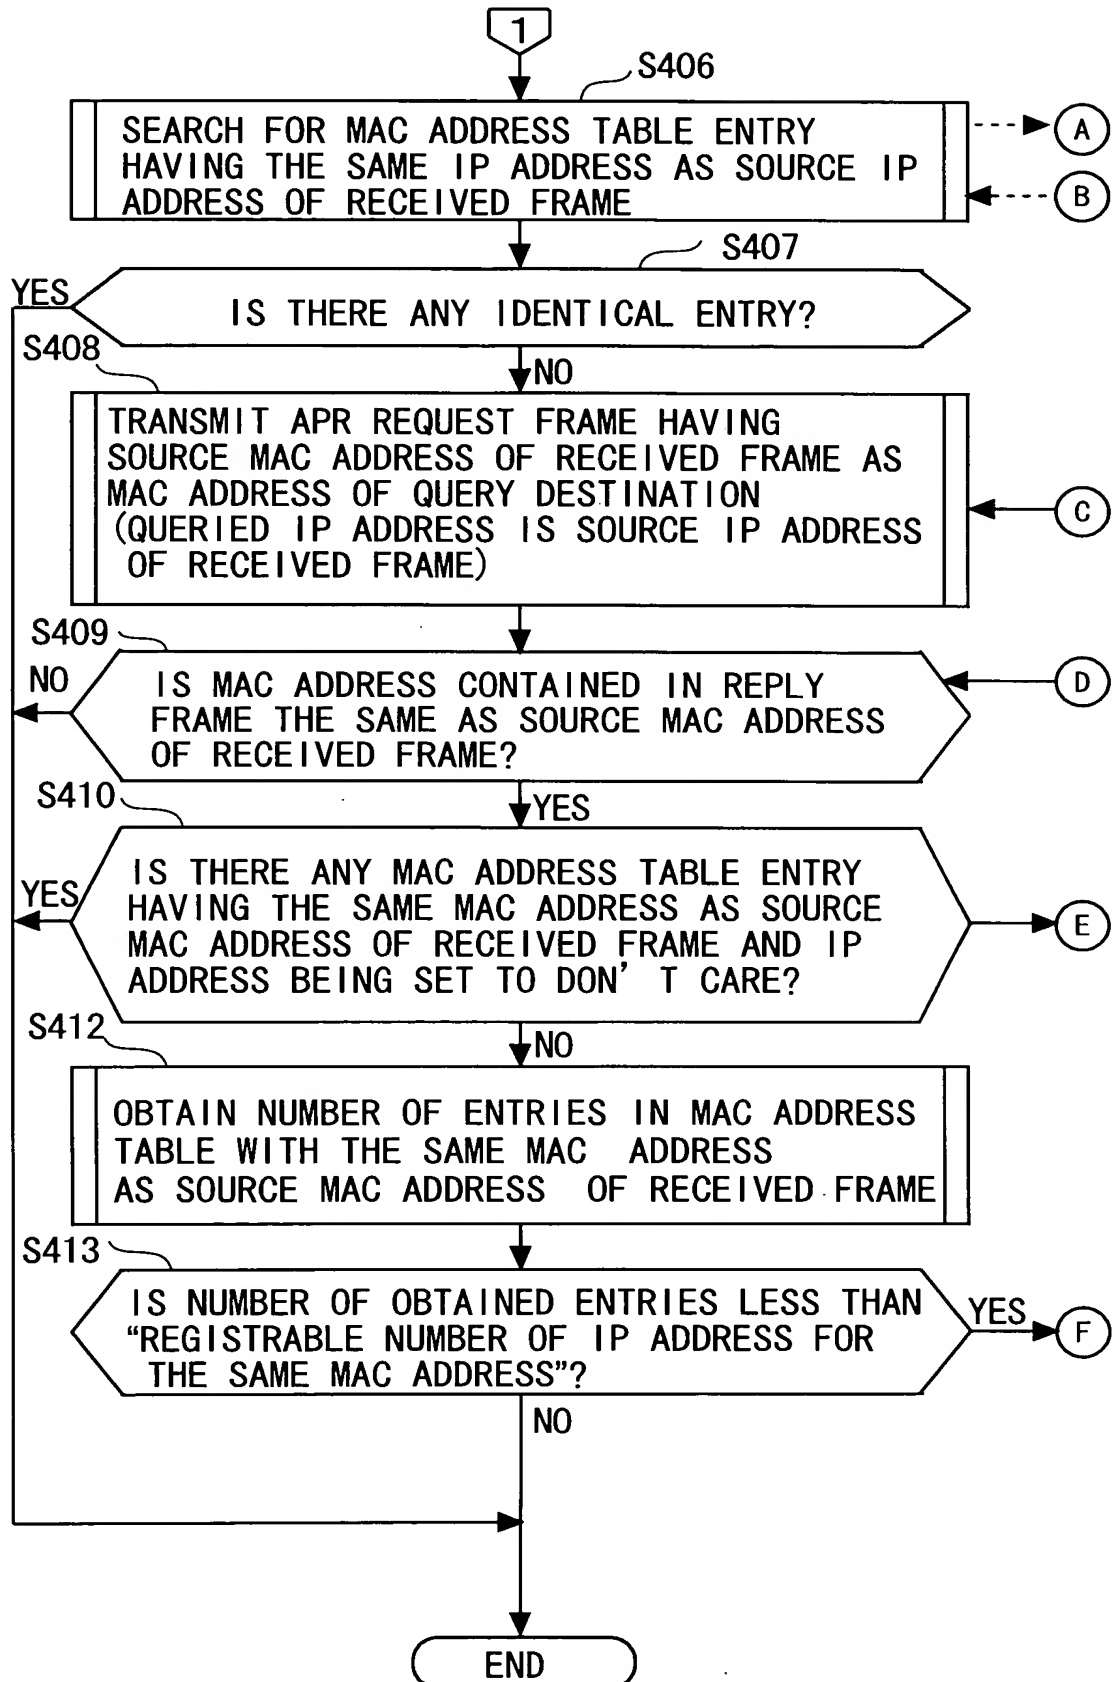 1
S406
SEARCH FOR MAC ADDRESS TABLE ENTRY
HAVING THE SAME IP ADDRESS AS SOURCE IP
ADDRESS OF RECEIVED FRAME
A
B
S407
YES
IS THERE ANY IDENTICAL ENTRY?
S408
NO
TRANSMIT APR REQUEST FRAME HAVING
SOURCE MAC ADDRESS OF RECEIVED FRAME AS
MAC ADDRESS OF QUERY DESTINATION
(QUERIED IP ADDRESS IS SOURCE IP ADDRESS
OF RECEIVED FRAME)
C
S409
NO
IS MAC ADDRESS CONTAINED IN REPLY
FRAME THE SAME AS SOURCE MAC ADDRESS
OF RECEIVED FRAME?
D
S410
YES
IS THERE ANY MAC ADDRESS TABLE ENTRY
HAVING THE SAME MAC ADDRESS AS SOURCE
MAC ADDRESS OF RECEIVED FRAME AND IP
ADDRESS BEING SET TO DON' T CARE?
YES
E
S412
NO
OBTAIN NUMBER OF ENTRIES IN MAC ADDRESS
TABLE WITH THE SAME MAC ADDRESS
AS SOURCE MAC ADDRESS OF RECEIVED FRAME
S413
IS NUMBER OF OBTAINED ENTRIES LESS THAN
“REGISTRABLE NUMBER OF IP ADDRESS FOR
THE SAME MAC ADDRESS”?
YES
F
NO
END